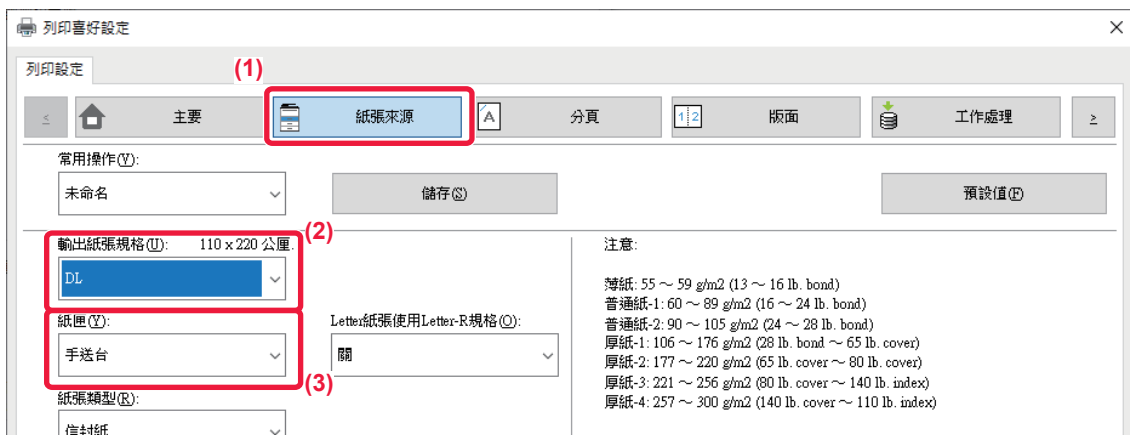 列印喜好設定
列印設定
(1)
< 主要 紙張來源 A 分頁 1 2 版面 工作處理 >
常用操作(Y):
未命名 儲存(S) 預設值(F)
(2)
輸出紙張規格(U): 110 x 220 公厘.
DL
紙匣(Y): Letter紙張使用Letter-R規格(O):
手送台 關
(3)
紙張類型(R):
信封紙
注意:
薄紙: 55 ～ 59 g/m2 (13 ～ 16 lb. bond)
普通紙-1: 60 ～ 89 g/m2 (16 ～ 24 lb. bond)
普通紙-2: 90 ～ 105 g/m2 (24 ～ 28 lb. bond)
厚紙-1: 106 ～ 176 g/m2 (28 lb. bond ～ 65 lb. cover)
厚紙-2: 177 ～ 220 g/m2 (65 lb. cover ～ 80 lb. cover)
厚紙-3: 221 ～ 256 g/m2 (80 lb. cover ～ 140 lb. index)
厚紙-4: 257 ～ 300 g/m2 (140 lb. cover ～ 110 lb. index)